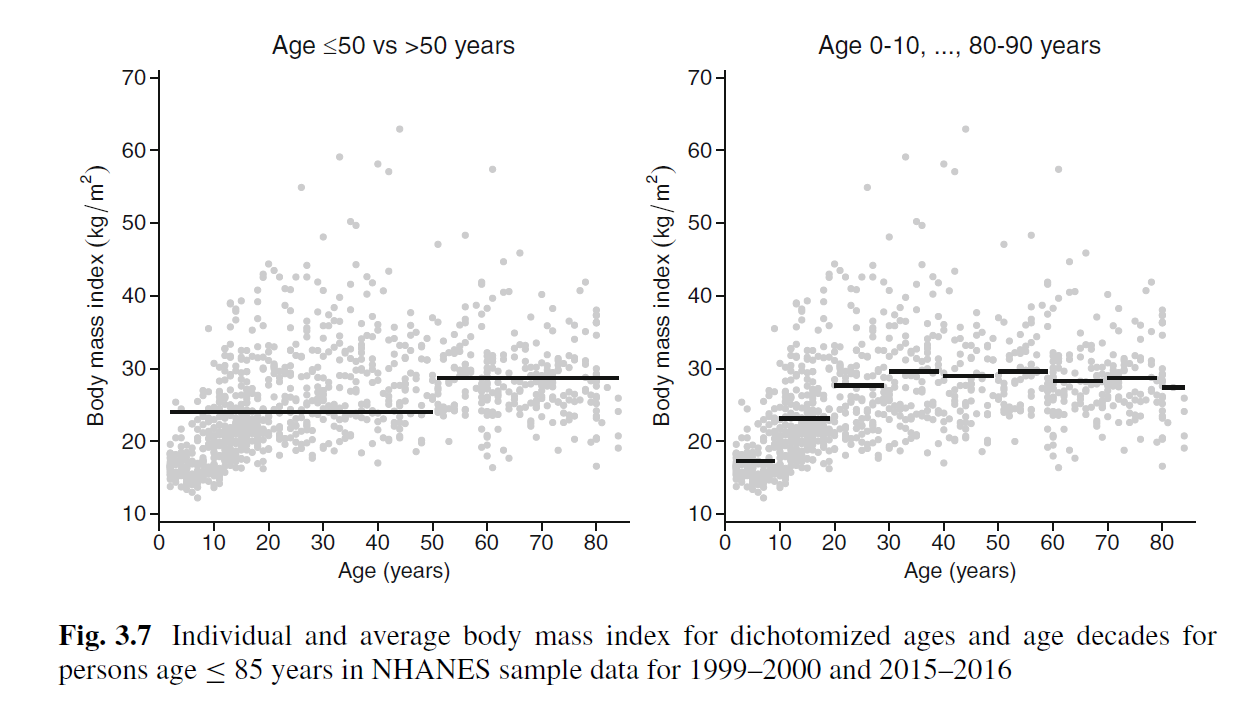 Age ≤50 vs >50 years
Body mass index (kg/m²)
70
60
50
40
30
20
10
0 10 20 30 40 50 60 70 80
Age (years)
Age 0-10, ..., 80-90 years
Body mass index (kg/m²)
70
60
50
40
30
20
10
0 10 20 30 40 50 60 70 80
Age (years)
Fig. 3.7 Individual and average body mass index for dichotomized ages and age decades for
persons age ≤ 85 years in NHANES sample data for 1999–2000 and 2015–2016